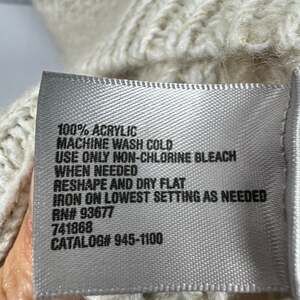 100% ACRYLIC
MACHINE WASH COLD
USE ONLY NON-CHLORINE BLEACH
WHEN NEEDED
RESHAPE AND DRY FLAT
IRON ON LOWEST SETTING AS NEEDED
RN# 93677
741868
CATALOG# 945-1100